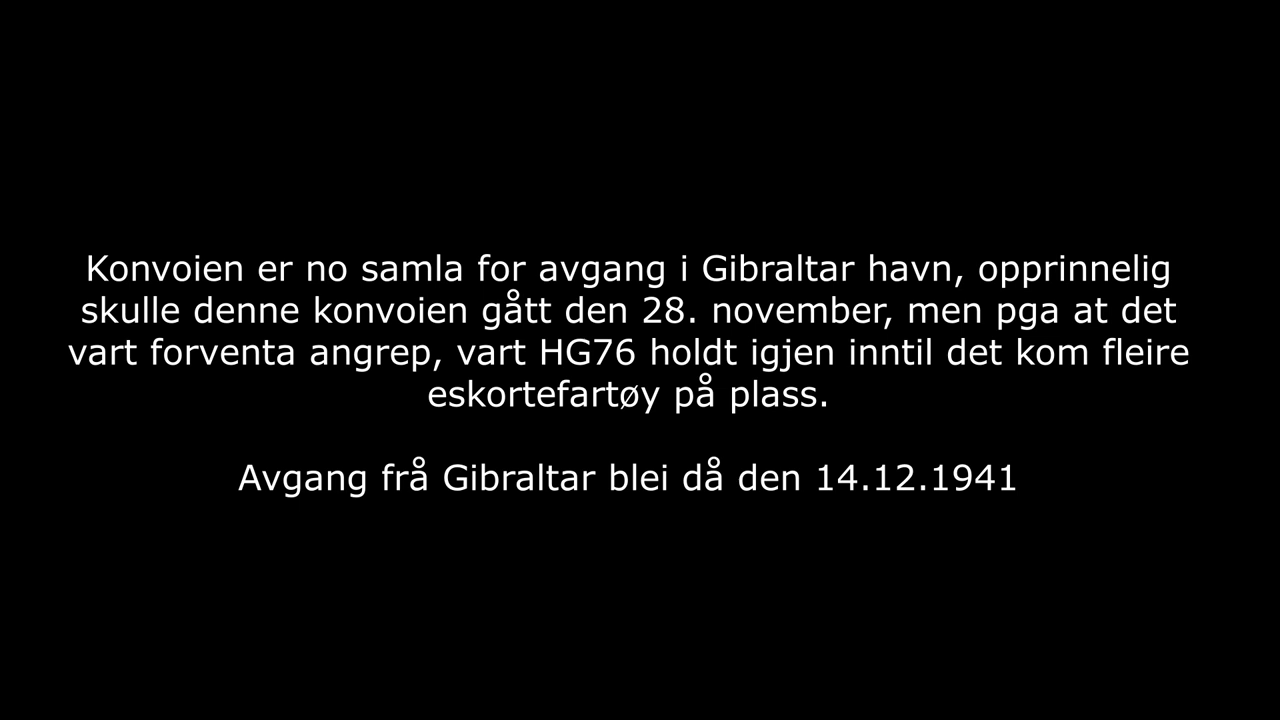 Konvoien er no samla for avgang i Gibraltar havn, opprinnelig
skulle denne konvoien gått den 28. november, men pga at det
vart forventa angrep, vart HG76 holdt igjen inntil det kom fleire
eskortefartøy på plass.
Avgang frå Gibraltar blei då den 14.12.1941